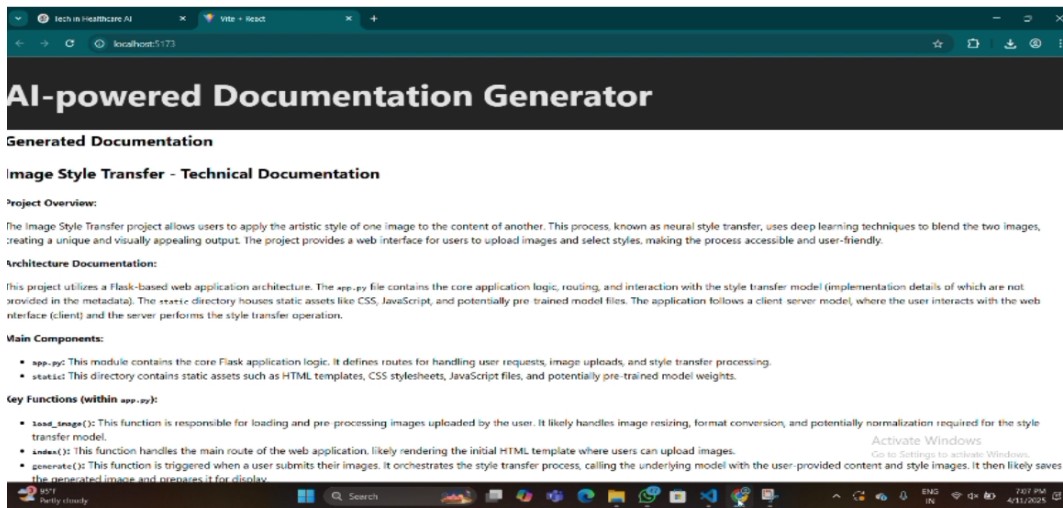 Tech in Healthcare AI
Vite + React
localhost:5173
AI-powered Documentation Generator
Generated Documentation
Image Style Transfer - Technical Documentation
Project Overview:
The Image Style Transfer project allows users to apply the artistic style of one image to the content of another. This process, known as neural style transfer, uses deep learning techniques to blend the two images,
creating a unique and visually appealing output. The project provides a web interface for users to upload images and select styles, making the process accessible and user-friendly.
Architecture Documentation:
This project utilizes a Flask-based web application architecture. The app.py file contains the core application logic, routing, and interaction with the style transfer model (implementation details of which are not
provided in the metadata). The static directory houses static assets like CSS, JavaScript, and potentially pre-trained model files. The application follows a client-server model, where the user interacts with the web
interface (client) and the server performs the style transfer operation.
Main Components:
• app.py: This module contains the core Flask application logic. It defines routes for handling user requests, image uploads, and style transfer processing.
• static: This directory contains static assets such as HTML templates, CSS stylesheets, JavaScript files, and potentially pre-trained model weights.
Key Functions (within app.py):
• load_image(): This function is responsible for loading and pre-processing images uploaded by the user. It likely handles image resizing, format conversion, and potentially normalization required for the style
transfer model.
• index(): This function handles the main route of the web application, likely rendering the initial HTML template where users can upload images.
• generate(): This function is triggered when a user submits their images. It orchestrates the style transfer process, calling the underlying model with the user-provided content and style images. It then likely saves
the generated image and prepares it for display.
Activate Windows
Go to Settings to activate Windows.
95°F
Partly cloudy
Search
ENG
IN
7:07 PM
4/11/2025